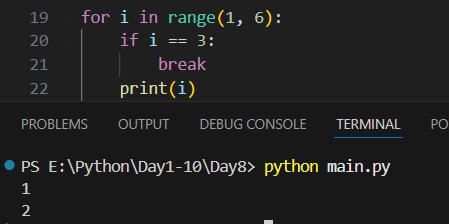 19 for i in range(1, 6):
20     if i == 3:
21         break
22     print(i)
PROBLEMS OUTPUT DEBUG CONSOLE TERMINAL PO
PS E:\Python\Day1-10\Day8> python main.py
1
2